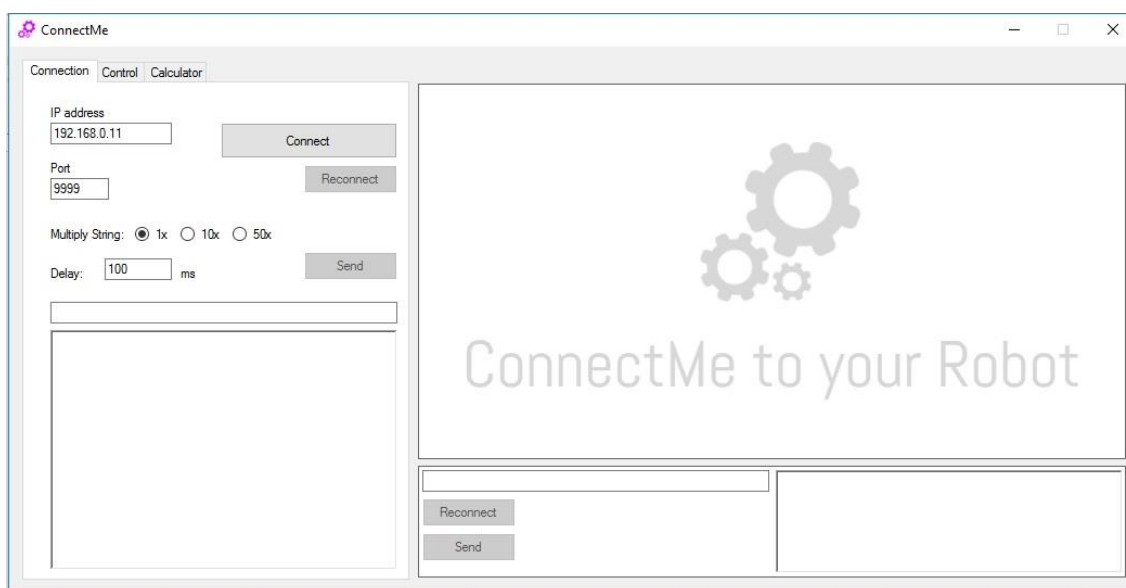 ConnectMe
Connection Control Calculator
IP address
192.168.0.11
Connect
Port
9999
Reconnect
Multiply String: 1x 10x 50x
Delay: 100 ms
Send
ConnectMe to your Robot
Reconnect
Send